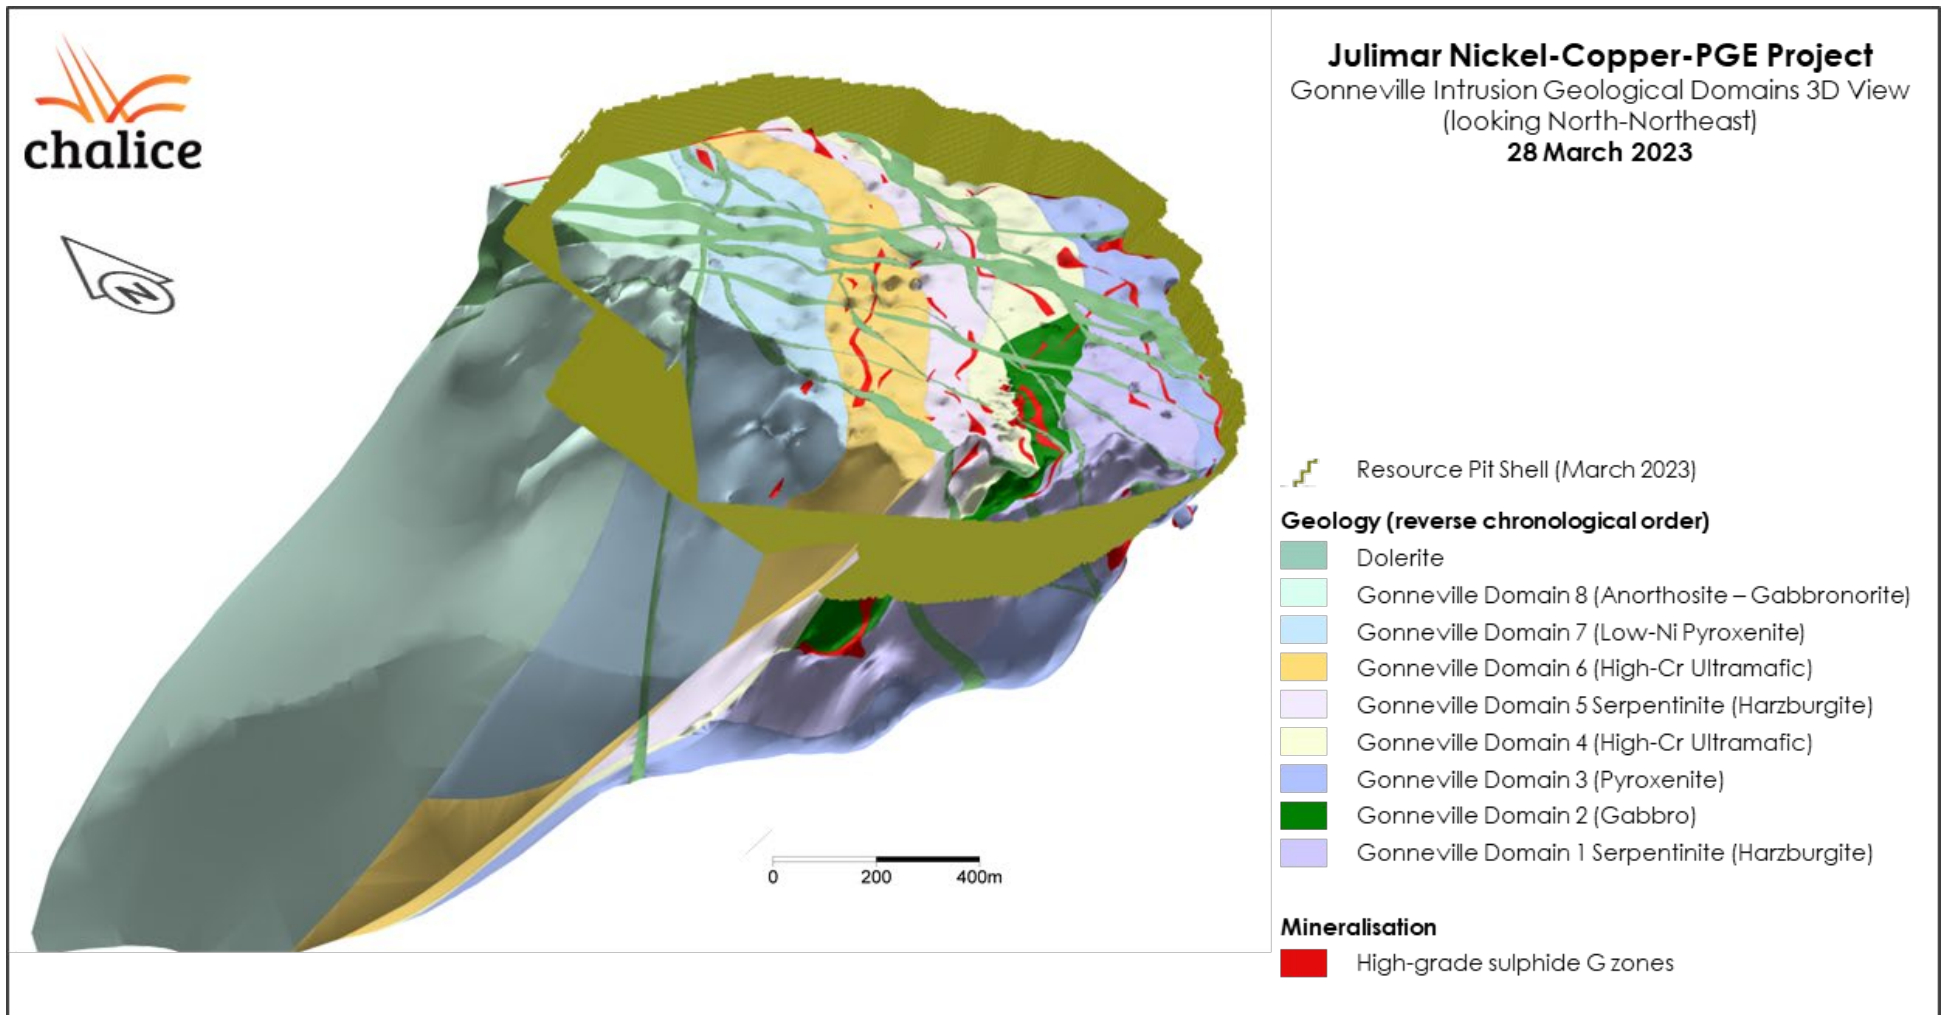 chalice
N
0 200 400m
Julimar Nickel-Copper-PGE Project
Gonneville Intrusion Geological Domains 3D View
(looking North-Northeast)
28 March 2023
Resource Pit Shell (March 2023)
Geology (reverse chronological order)
Dolerite
Gonneville Domain 8 (Anorthosite – Gabbronorite)
Gonneville Domain 7 (Low-Ni Pyroxenite)
Gonneville Domain 6 (High-Cr Ultramafic)
Gonneville Domain 5 Serpentinite (Harzburgite)
Gonneville Domain 4 (High-Cr Ultramafic)
Gonneville Domain 3 (Pyroxenite)
Gonneville Domain 2 (Gabbro)
Gonneville Domain 1 Serpentinite (Harzburgite)
Mineralisation
High-grade sulphide G zones